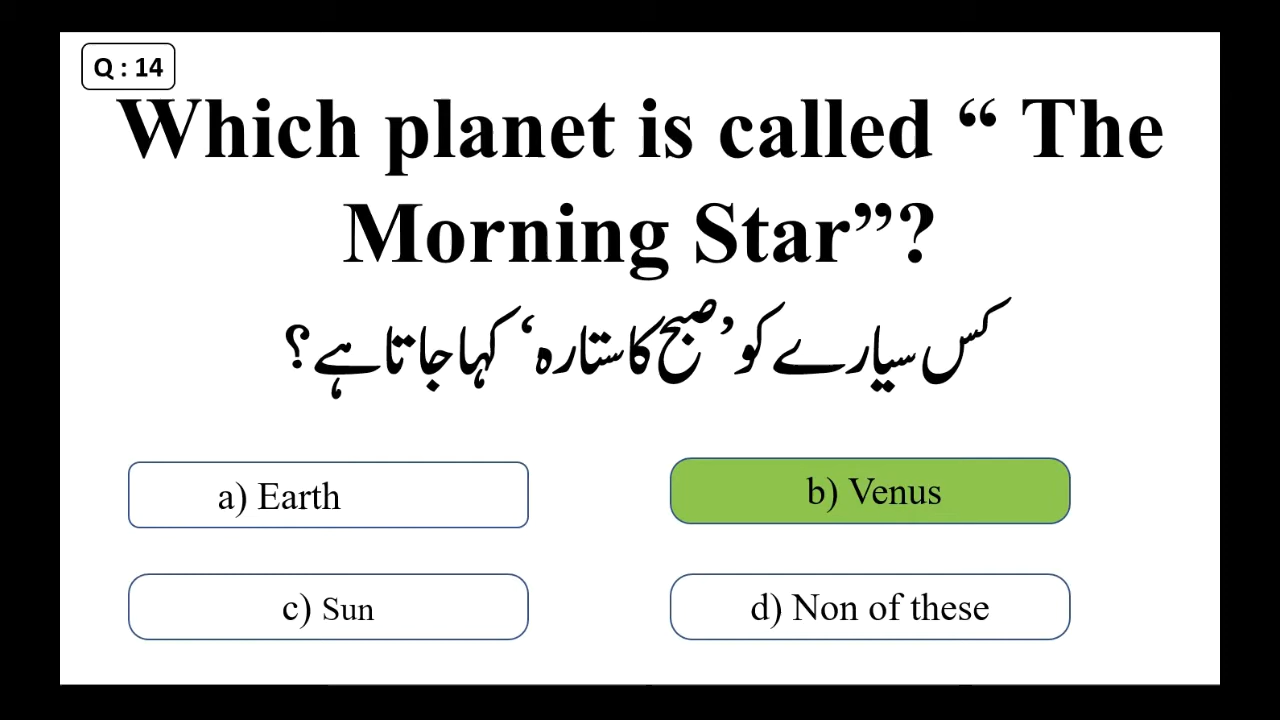 Q : 14
Which planet is called “ The
Morning Star”?
کس سیارے کو ’صبح کا ستارہ‘ کہا جاتا ہے؟
a) Earth
b) Venus
c) Sun
d) Non of these